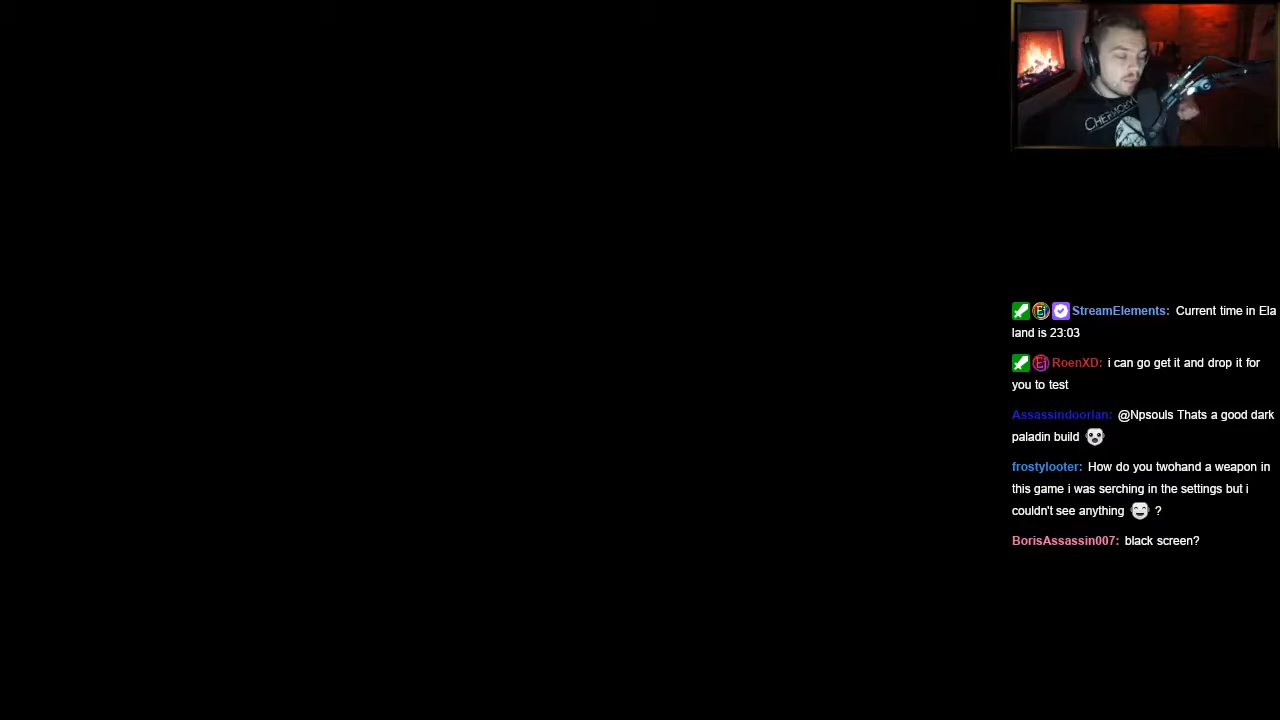 CHERNOBYL
StreamElements: Current time in Ela
land is 23:03
RoenXD: i can go get it and drop it for
you to test
Assassindoorian: @Npsouls Thats a good dark
paladin build
frostylooter: How do you twohand a weapon in
this game i was serching in the settings but i
couldn't see anything ?
BorisAssassin007: black screen?